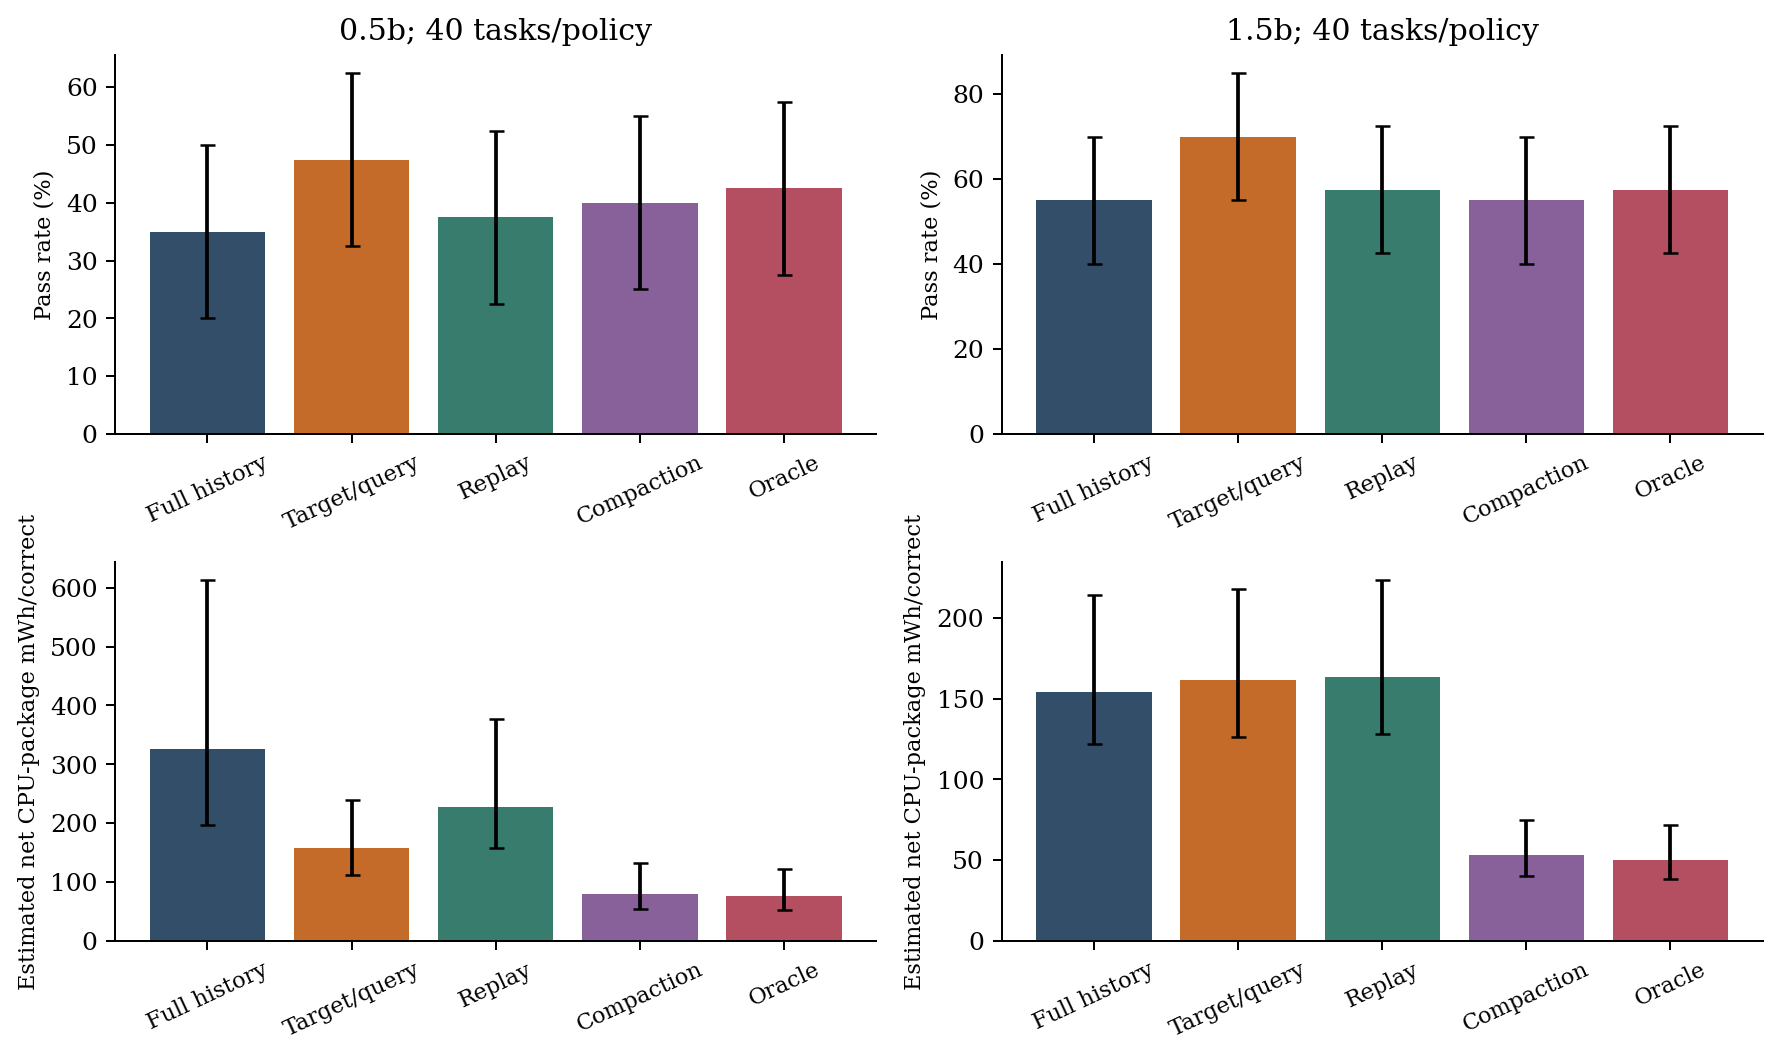 0.5b; 40 tasks/policy
Pass rate (%)
60
50
40
30
20
10
0
Full history
Target/query
Replay
Compaction
Oracle
1.5b; 40 tasks/policy
Pass rate (%)
80
60
40
20
0
Full history
Target/query
Replay
Compaction
Oracle
Estimated net CPU-package mWh/correct
600
500
400
300
200
100
0
Full history
Target/query
Replay
Compaction
Oracle
Estimated net CPU-package mWh/correct
200
150
100
50
0
Full history
Target/query
Replay
Compaction
Oracle